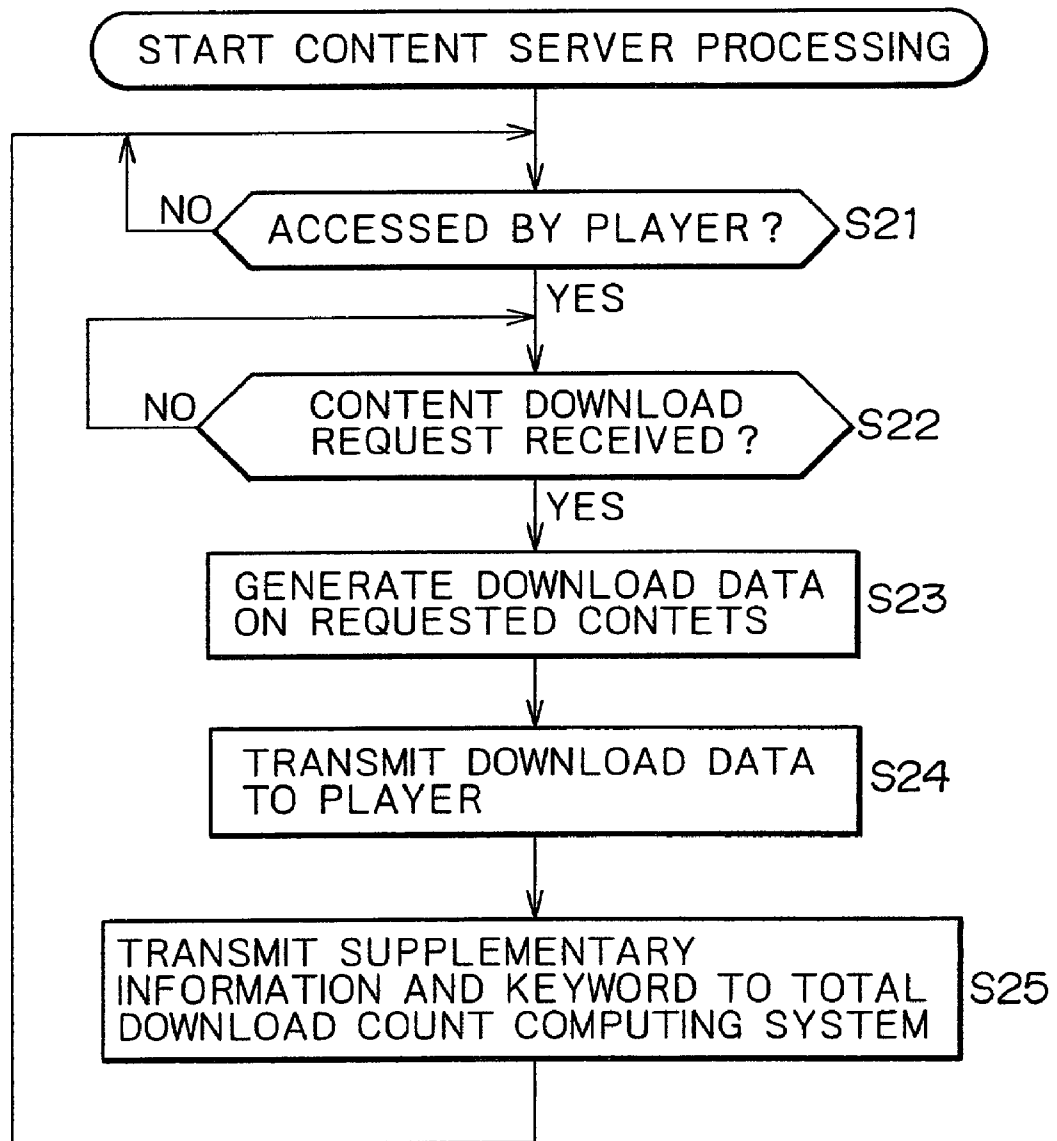 START CONTENT SERVER PROCESSING
NO
ACCESSED BY PLAYER?
S21
YES
NO
CONTENT DOWNLOAD
REQUEST RECEIVED?
S22
YES
GENERATE DOWNLOAD DATA
ON REQUESTED CONTETS
S23
TRANSMIT DOWNLOAD DATA
TO PLAYER
S24
TRANSMIT SUPPLEMENTARY
INFORMATION AND KEYWORD TO TOTAL
DOWNLOAD COUNT COMPUTING SYSTEM
S25